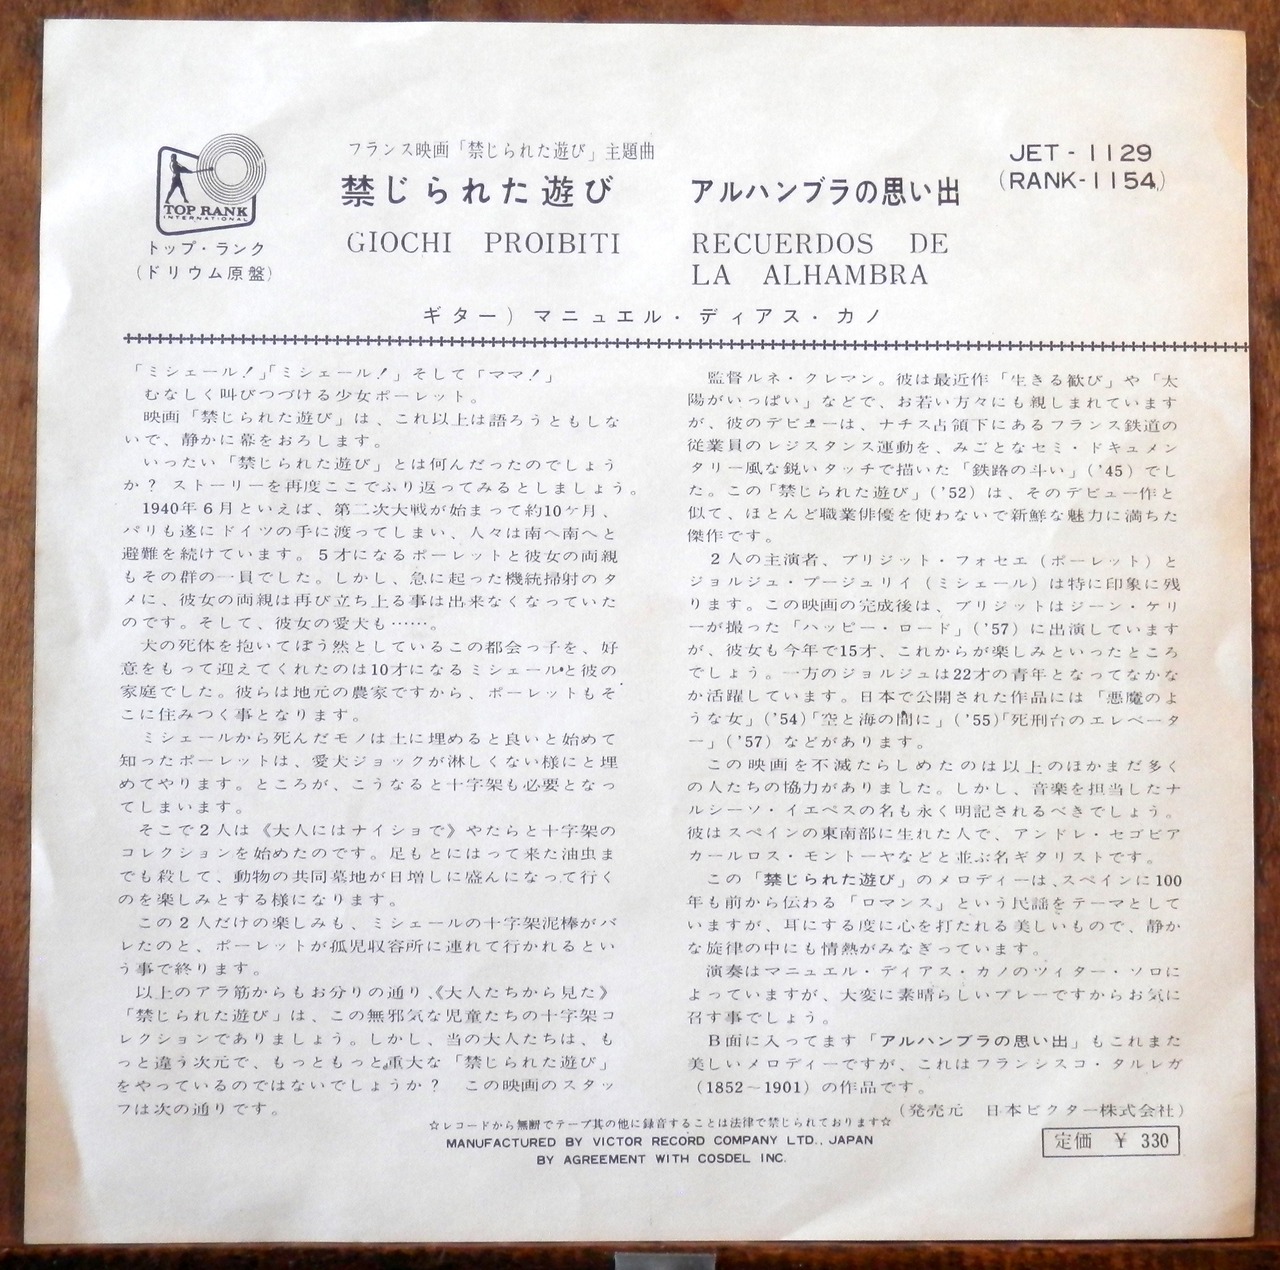 TOP RANK
INTERNATIONAL
トップ・ランク
(ドリウム原盤)
フランス映画「禁じられた遊び」主題曲
禁じられた遊び
GIOCHI PROIBITI
アルハンブラの思い出
RECUERDOS DE
LA ALHAMBRA
JET-1129
(RANK-1154)
ギター) マニュエル・ディアス・カノ
「ミシェール!」「ミシェール!」そして「ママ!」
むなしく叫びつづける少女ポーレット。
映画「禁じられた遊び」は、これ以上は語ろうともしな
いで、静かに幕をおろします。
いったい「禁じられた遊び」とは何んだったのでしょう
か? ストーリーを再度ここでふり返ってみるとしましょう。
1940年6月といえば、第二次大戦が始まって約10ケ月、
パリも遂にドイツの手に渡ってしまい、人々は南へ南へと
避難を続けています。5才になるポーレットと彼女の両親
もその群の一員でした。しかし、急に起った機銃掃射のタ
メに、彼女の両親は再び立ち上る事は出来なくなっていた
のです。そして、彼女の愛犬も……。
犬の死体を抱いてぼう然としているこの都会っ子を、好
意をもって迎えてくれたのは10才になるミシェールと彼の
家庭でした。彼らは地元の農家ですから、ポーレットもそ
こに住みつく事となります。
ミシェールから死んだモノは土に埋めると良いと始めて
知ったポーレットは、愛犬ジョックが淋しくない様にと埋
めてやります。ところが、こうなると十字架も必要となっ
てしまいます。
そこで2人は《大人にはナイショで》やたらと十字架の
コレクションを始めたのです。足もとにはって来た油虫ま
でも殺して、動物の共同墓地が日増しに盛んになって行く
のを楽しみとする様になります。
この2人だけの楽しみも、ミシェールの十字架泥棒がバ
レたのと、ポーレットが孤児収容所に連れて行かれるとい
う事で終ります。
以上のアラ筋からもお分りの通り、《大人たちから見た》
「禁じられた遊び」は、この無邪気な児童たちの十字架コ
レクションでありましょう。しかし、当の大人たちは、も
っと違う次元で、もっともっと重大な「禁じられた遊び」
をやっているのではないでしょうか? この映画のスタッ
フは次の通りです。
監督ルネ・クレマン。彼は最近作「生きる歓び」や「太
陽がいっぱい」などで、お若い方々にも親しまれています
が、彼のデビューは、ナチス占領下にあるフランス鉄道の
従業員のレジスタンス運動を、みごとなセミ・ドキュメン
タリー風な鋭いタッチで描いた「鉄路の斗い」('45)でし
た。この「禁じられた遊び」('52)は、そのデビュー作と
似て、ほとんど職業俳優を使わないで新鮮な魅力に満ちた
傑作です。
2人の主演者、ブリジット・フォセエ(ポーレット)と
ジョルジュ・プージュリイ(ミシェール)は特に印象に残
ります。この映画の完成後は、ブリジットはジーン・ケリ
ーが撮った「ハッピー・ロード」('57)に出演しています
が、彼女も今年で15才、これからが楽しみといったところ
でしょう。一方のジョルジュは22才の青年となってなかな
か活躍しています。日本で公開された作品には「悪魔のよ
うな女」('54)「空と海の間に」('55)「死刑台のエレベータ
ー」('57)などがあります。
この映画を不滅たらしめたのは以上のほかまだ多く
の人たちの協力がありました。しかし、音楽を担当したナ
ルシーソ・イエペスの名も永く明記されるべきでしょう。
彼はスペインの東南部に生れた人で、アンドレ・セゴビア
カールロス・モントーヤなどと並ぶ名ギタリストです。
この「禁じられた遊び」のメロディーは、スペインに100
年も前から伝わる「ロマンス」という民謡をテーマとして
いますが、耳にする度に心を打たれる美しいもので、静か
な旋律の中にも情熱がみなぎっています。
演奏はマニュエル・ディアス・カノのツィター・ソロに
よっていますが、大変に素晴らしいプレーですからお気に
召す事でしょう。
B面に入ってます「アルハンブラの思い出」もこれまた
美しいメロディーですが、これはフランシスコ・タルレガ
(1852〜1901)の作品です。
(発売元 日本ビクター株式会社)
☆レコードから無断でテープ其の他に録音することは法律で禁じられております☆
MANUFACTURED BY VICTOR RECORD COMPANY LTD., JAPAN
BY AGREEMENT WITH COSDEL INC.
定価 ¥ 330